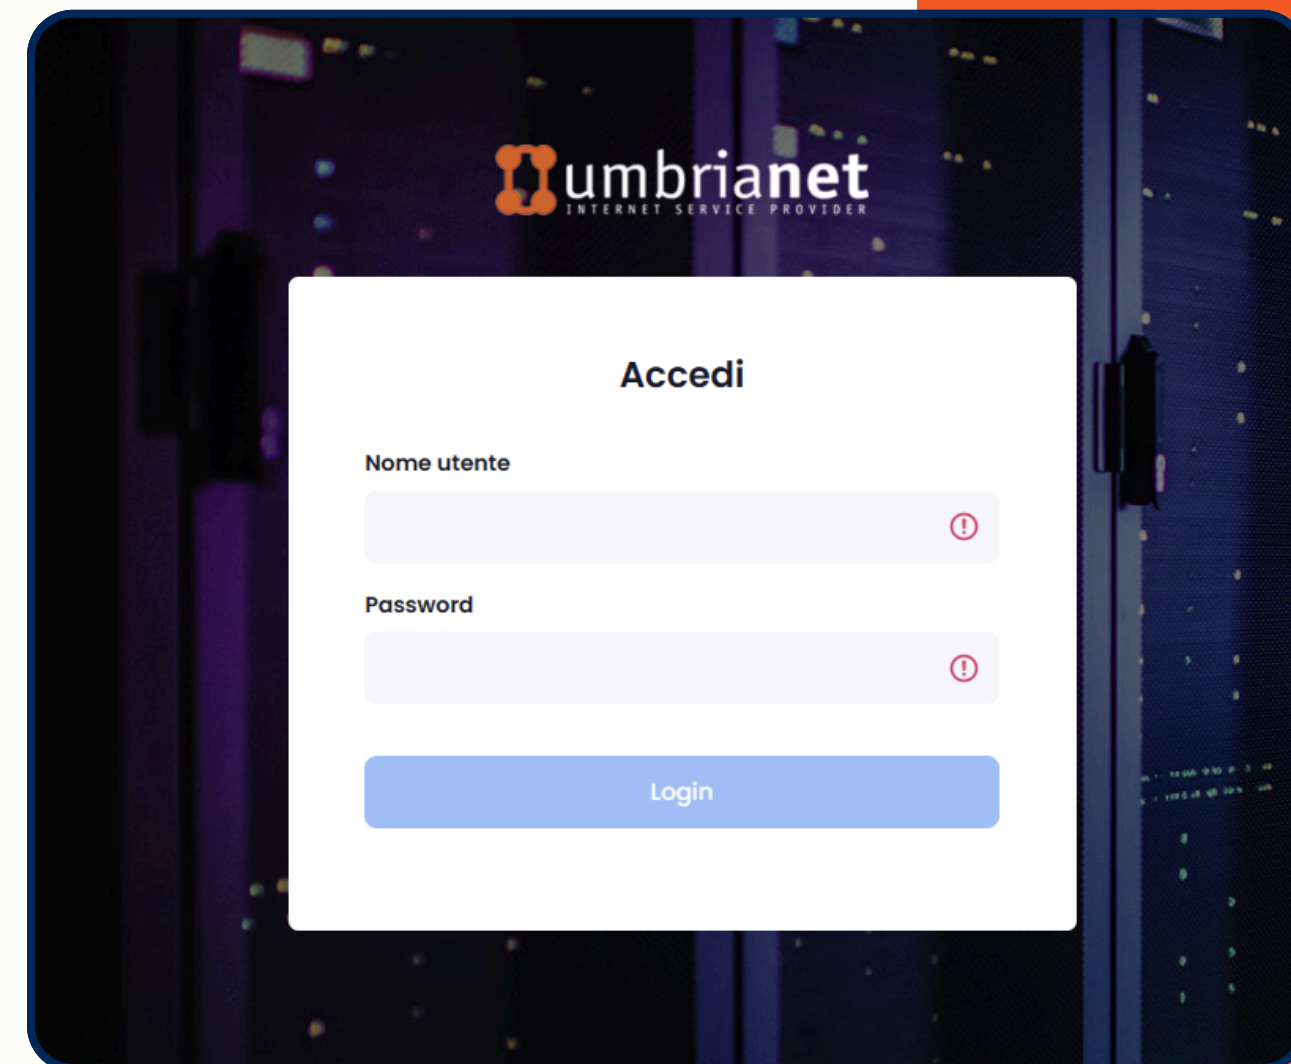 umbrianet
INTERNET SERVICE PROVIDER
Accedi
Nome utente
Password
Login